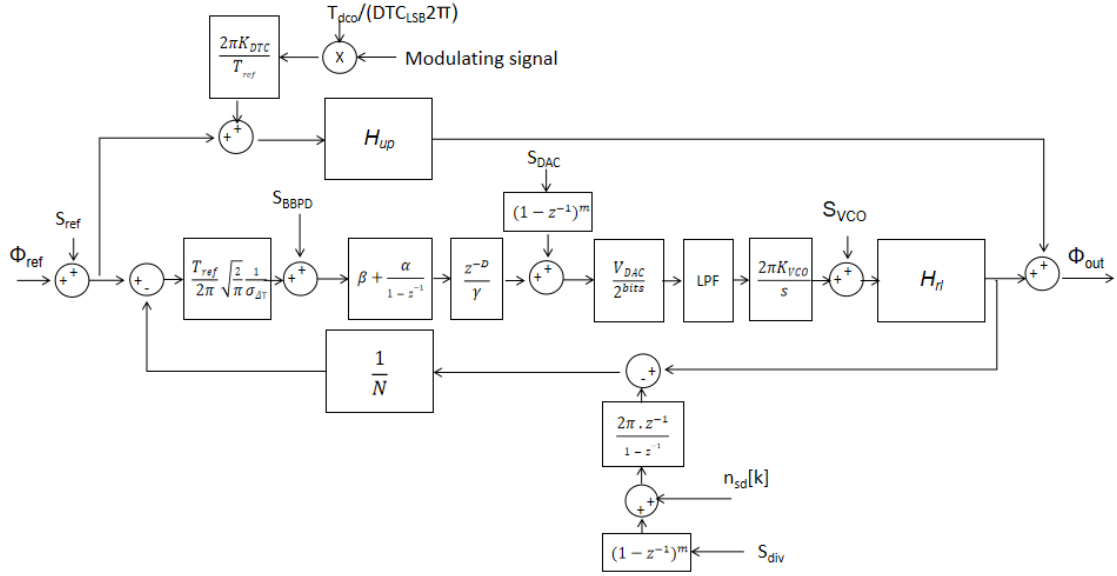 T_dco/(DTC_LSB2π)
2πK_DTC
T_ref
X
Modulating signal
+ +
H_up
S_DAC
S_ref
S_BBPD
(1 − z^−1)^m
S_VCO
Φ_ref
+ +
+ -
T_ref/2π √(2/π) 1/σ_ΔT
+ +
β + α/(1 − z^−1)
z^−D/γ
+ +
V_DAC/2^bits
LPF
2πK_VCO/s
+ +
H_rl
+ +
Φ_out
1/N
- +
2π . z^−1
1 − z^−1
n_sd[k]
+ +
(1 − z^−1)^m
S_div